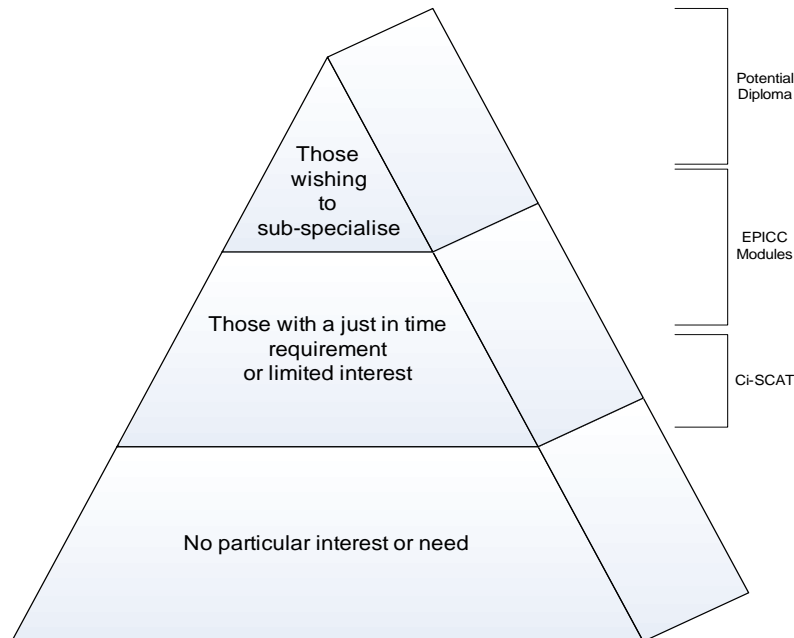 Those
wishing
to
sub-specialise
Those with a just in time
requirement
or limited interest
No particular interest or need
Potential
Diploma
EPICC
Modules
Ci-SCAT